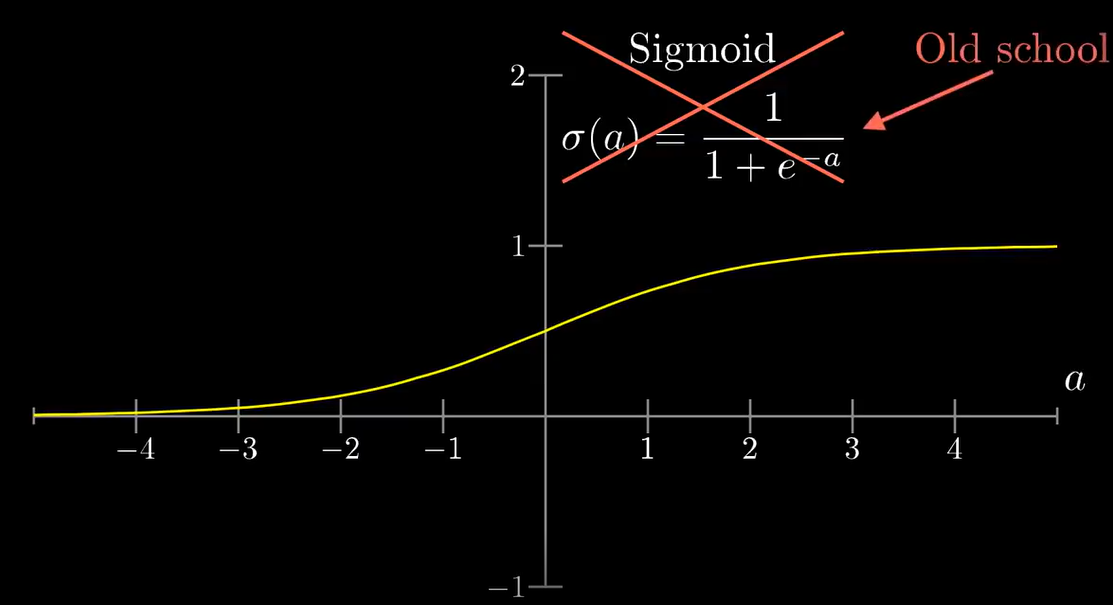 Sigmoid
Old school
σ(a) = 1 / (1 + e^{−a})
2
1
a
−4 −3 −2 −1 1 2 3 4
−1